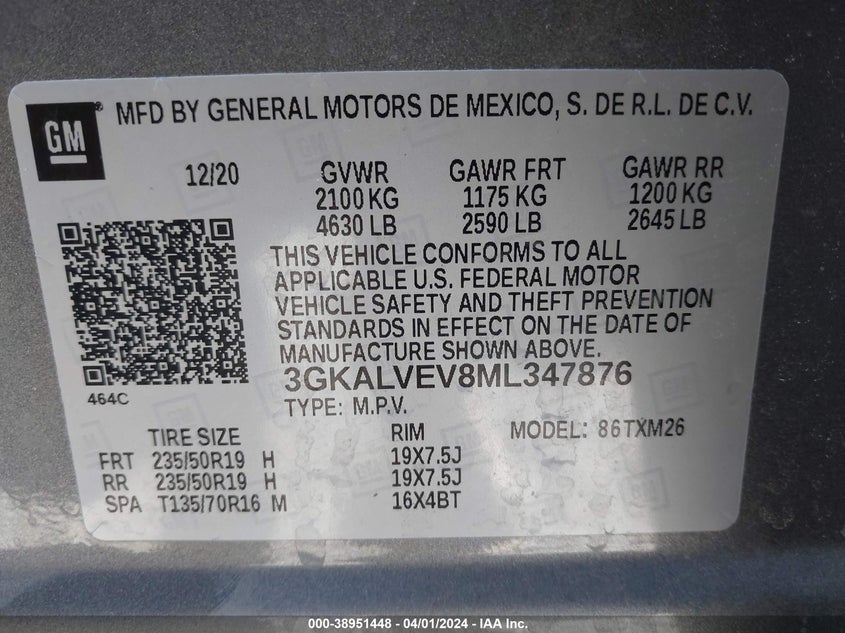 GM ® MFD BY GENERAL MOTORS DE MEXICO, S. DE R.L. DE C.V.
12/20 GVWR GAWR FRT GAWR RR
2100 KG 1175 KG 1200 KG
4630 LB 2590 LB 2645 LB
THIS VEHICLE CONFORMS TO ALL
APPLICABLE U.S. FEDERAL MOTOR
VEHICLE SAFETY AND THEFT PREVENTION
STANDARDS IN EFFECT ON THE DATE OF
MANUFACTURE SHOWN ABOVE.
3GKALVEV8ML347876
464C
TYPE: M.P.V.
TIRE SIZE RIM MODEL: 86TXM26
FRT 235/50R19 H 19X7.5J
RR 235/50R19 H 19X7.5J
SPA T135/70R16 M 16X4BT
000-38951448 - 04/01/2024 - IAA Inc.